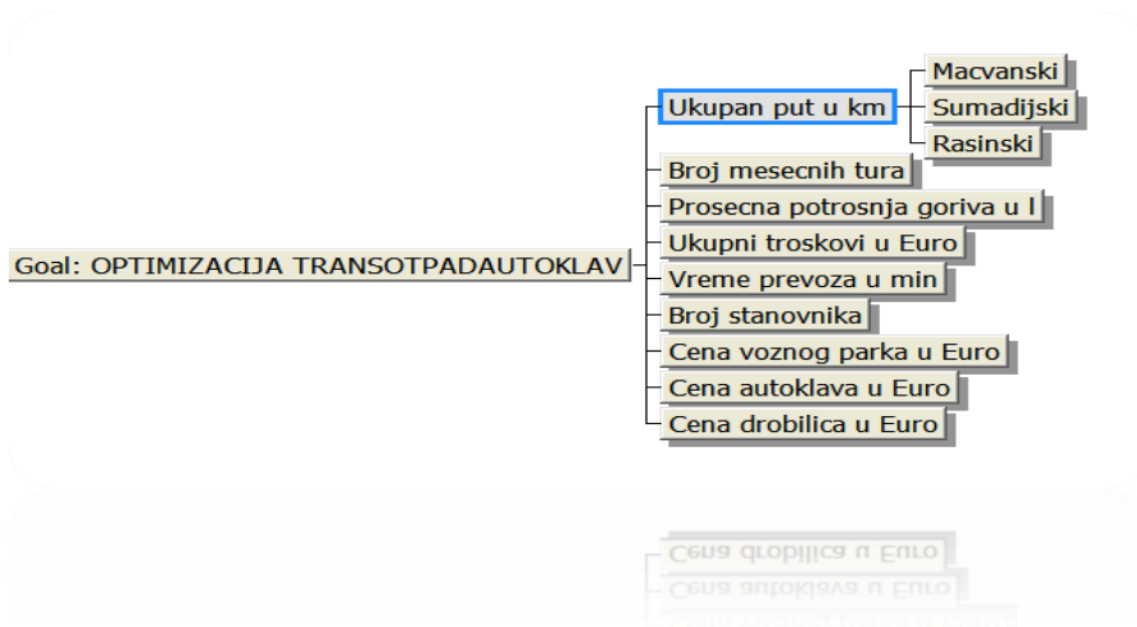 Macvanski
Ukupan put u km
Sumadijski
Rasinski
Broj mesecnih tura
Prosecna potrosnja goriva u l
Ukupni troskovi u Euro
Goal: OPTIMIZACIJA TRANSOTPADAUTOKLAV
Vreme prevoza u min
Broj stanovnika
Cena voznog parka u Euro
Cena autoklava u Euro
Cena drobilica u Euro